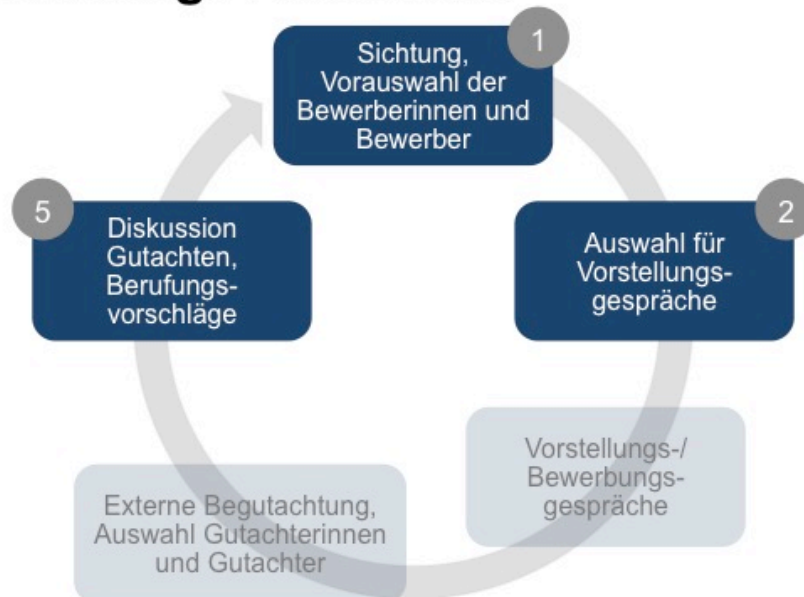 1
Sichtung,
Vorauswahl der
Bewerberinnen und
Bewerber
2
Auswahl für
Vorstellungs-
gespräche
Vorstellungs-/
Bewerbungs-
gespräche
Externe Begutachtung,
Auswahl Gutachterinnen
und Gutachter
5
Diskussion
Gutachten,
Berufungs-
vorschläge